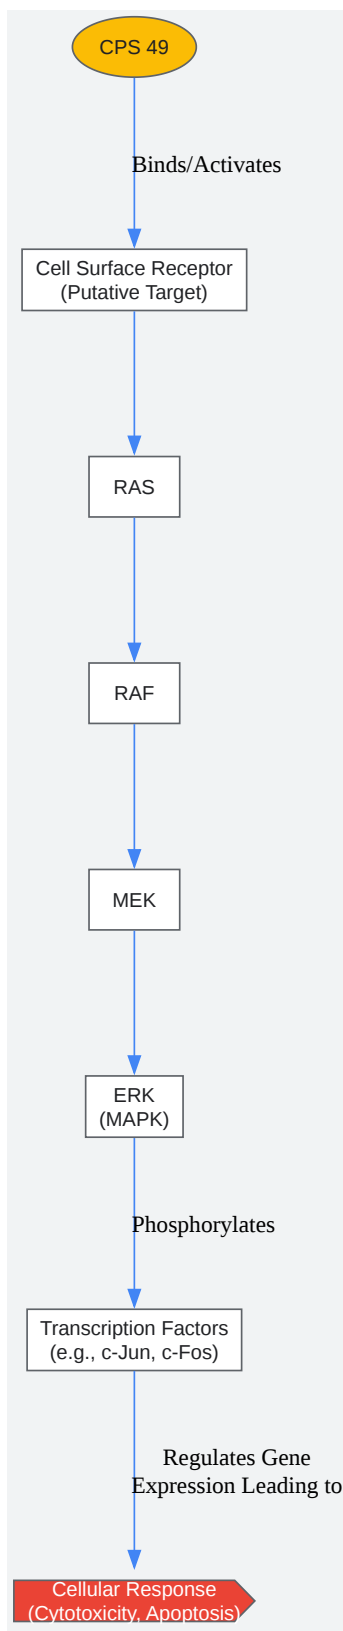 CPS 49
Binds/Activates
Cell Surface Receptor
(Putative Target)
RAS
RAF
MEK
ERK
(MAPK)
Phosphorylates
Transcription Factors
(e.g., c-Jun, c-Fos)
Regulates Gene
Expression Leading to
Cellular Response
(Cytotoxicity, Apoptosis)